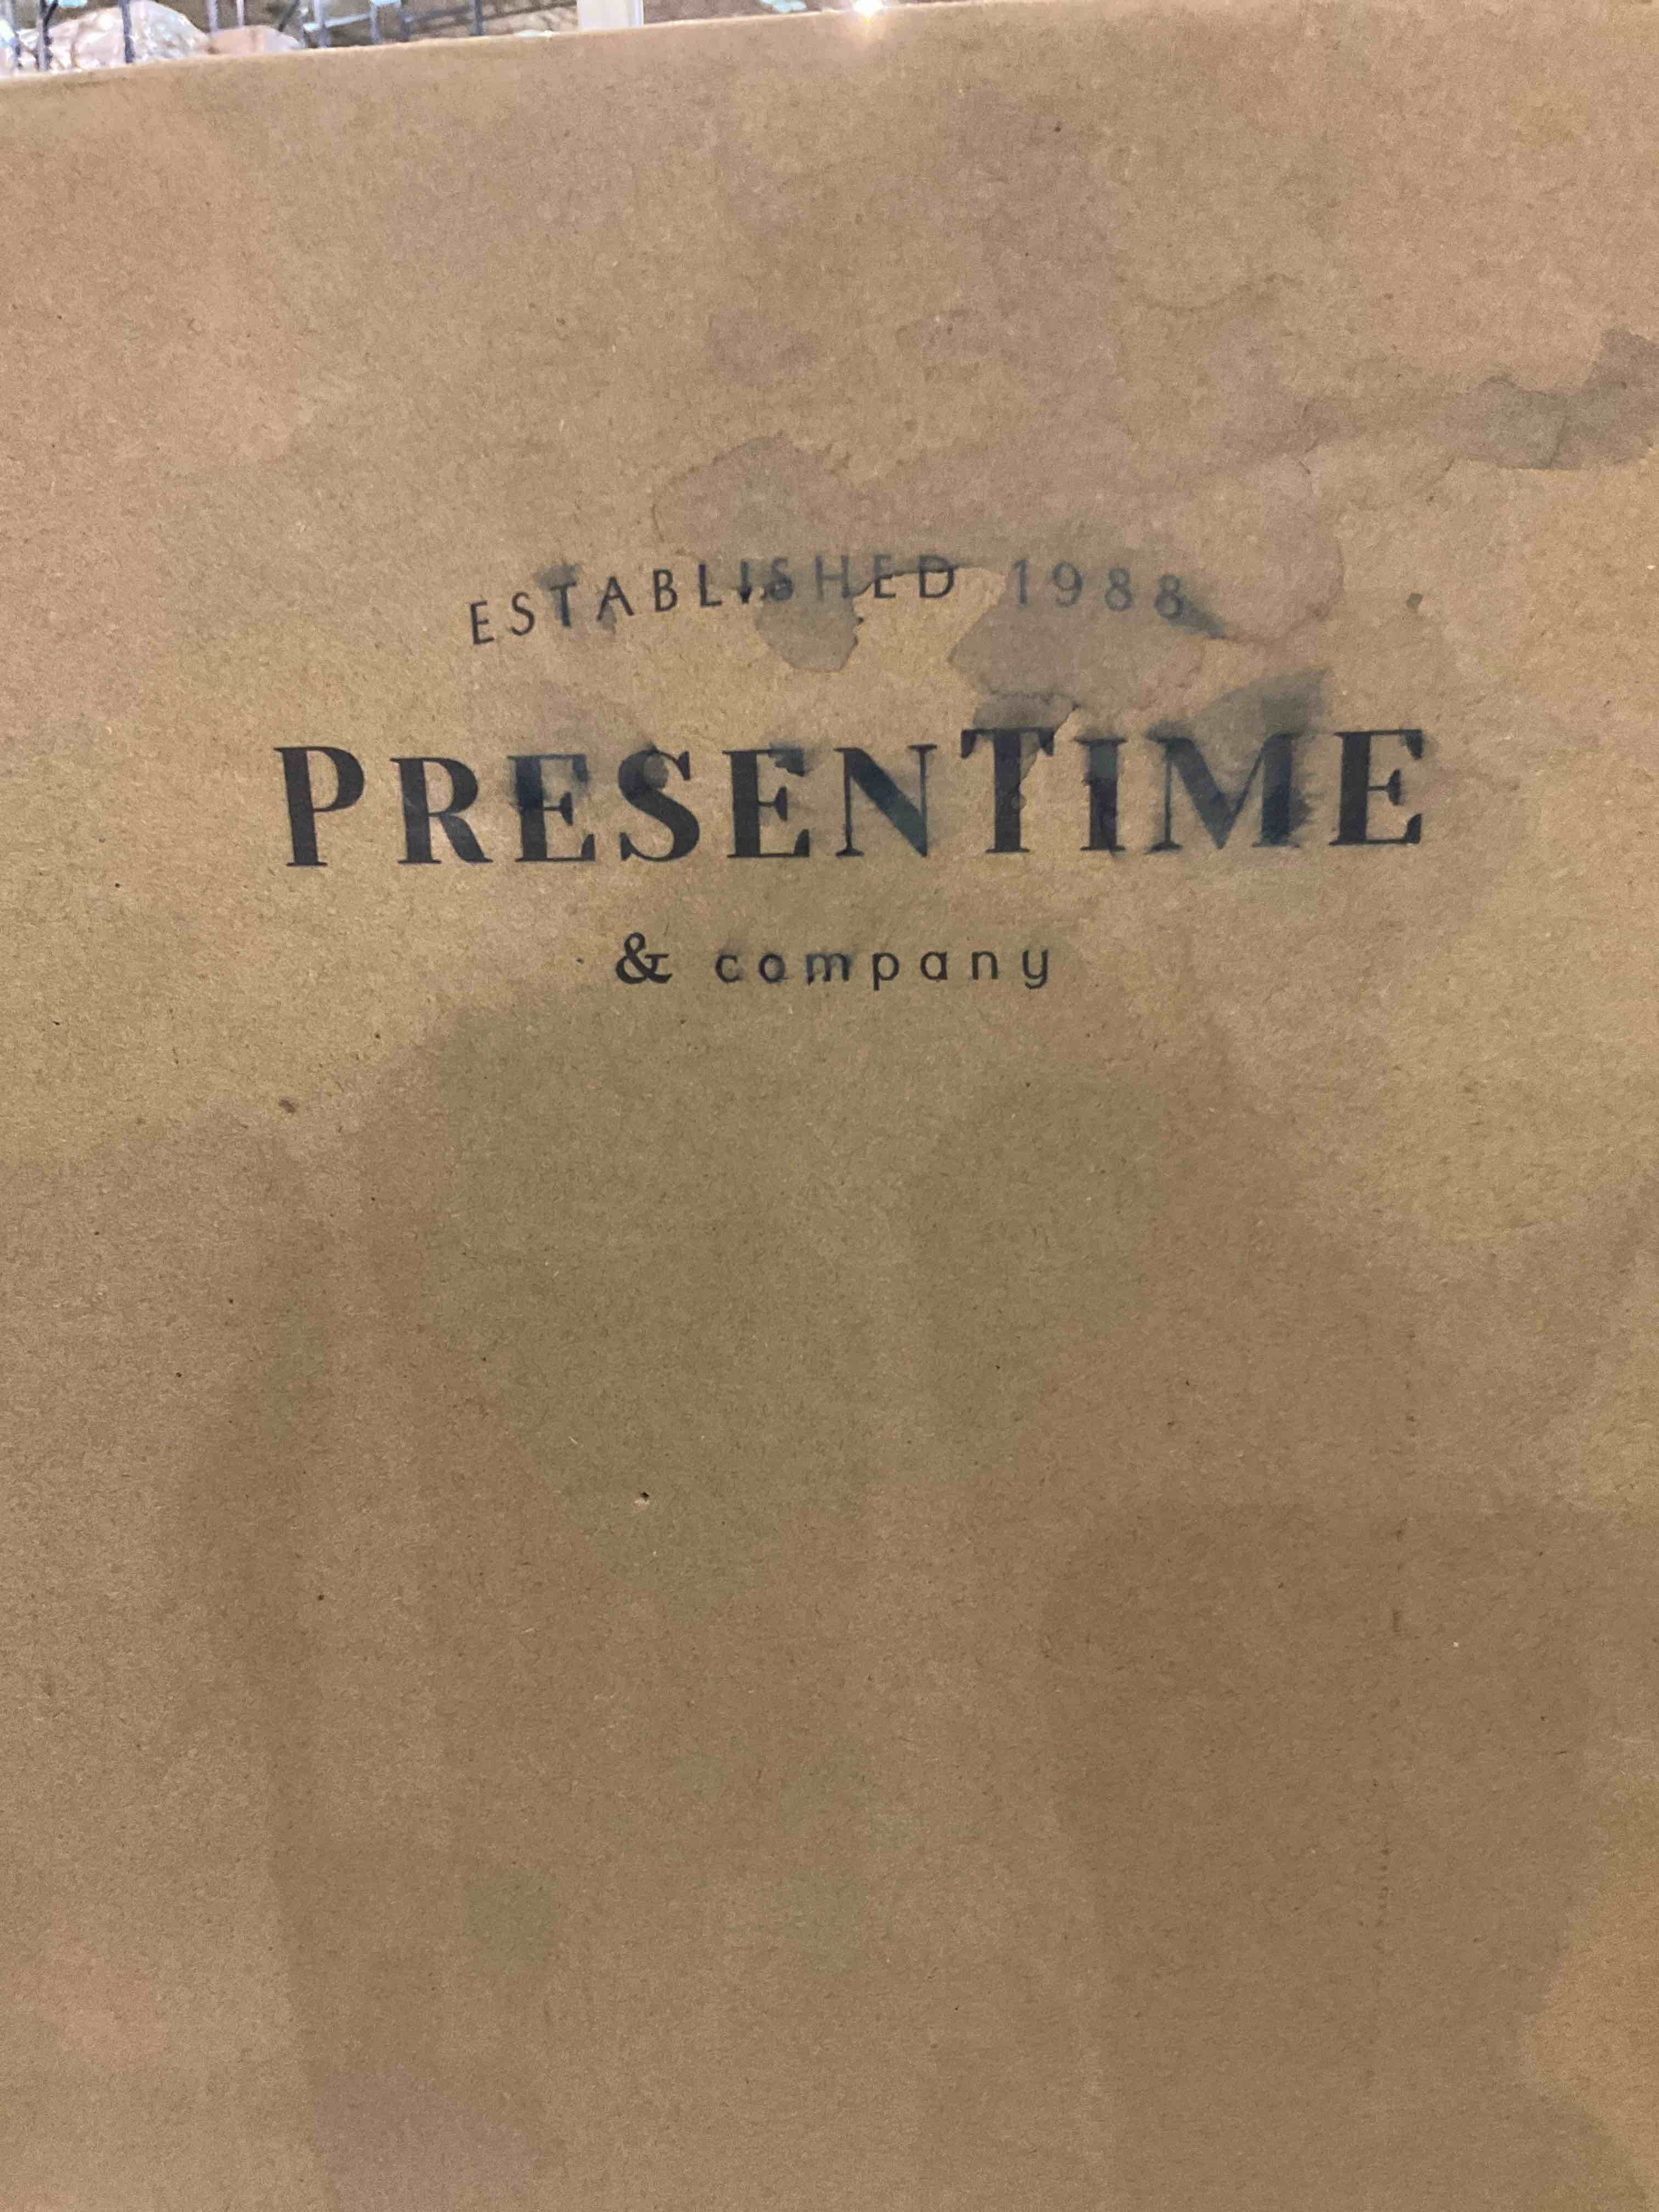 ESTABLISHED 1988
PRESENTIME
& company